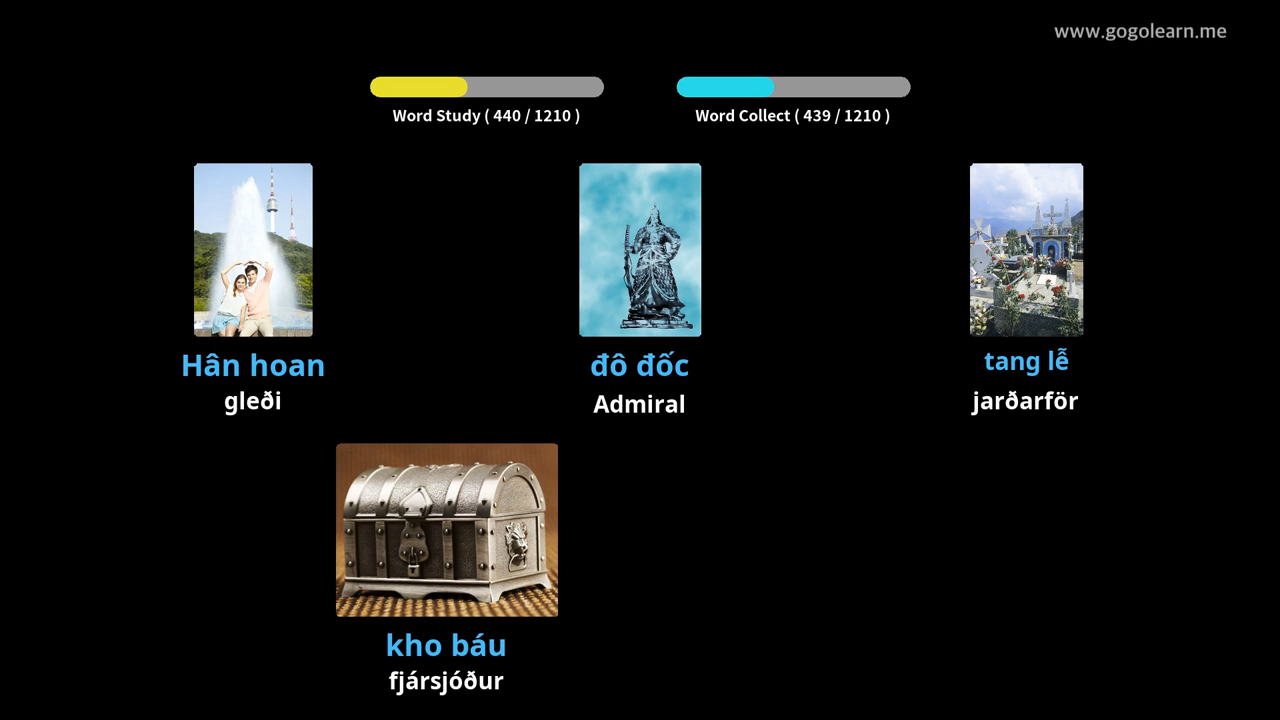 www.gogolearn.me
Word Study ( 440 / 1210 )
Word Collect ( 439 / 1210 )
Hân hoan
gleði
đô đốc
Admiral
tang lễ
jarðarför
kho báu
fjársjóður